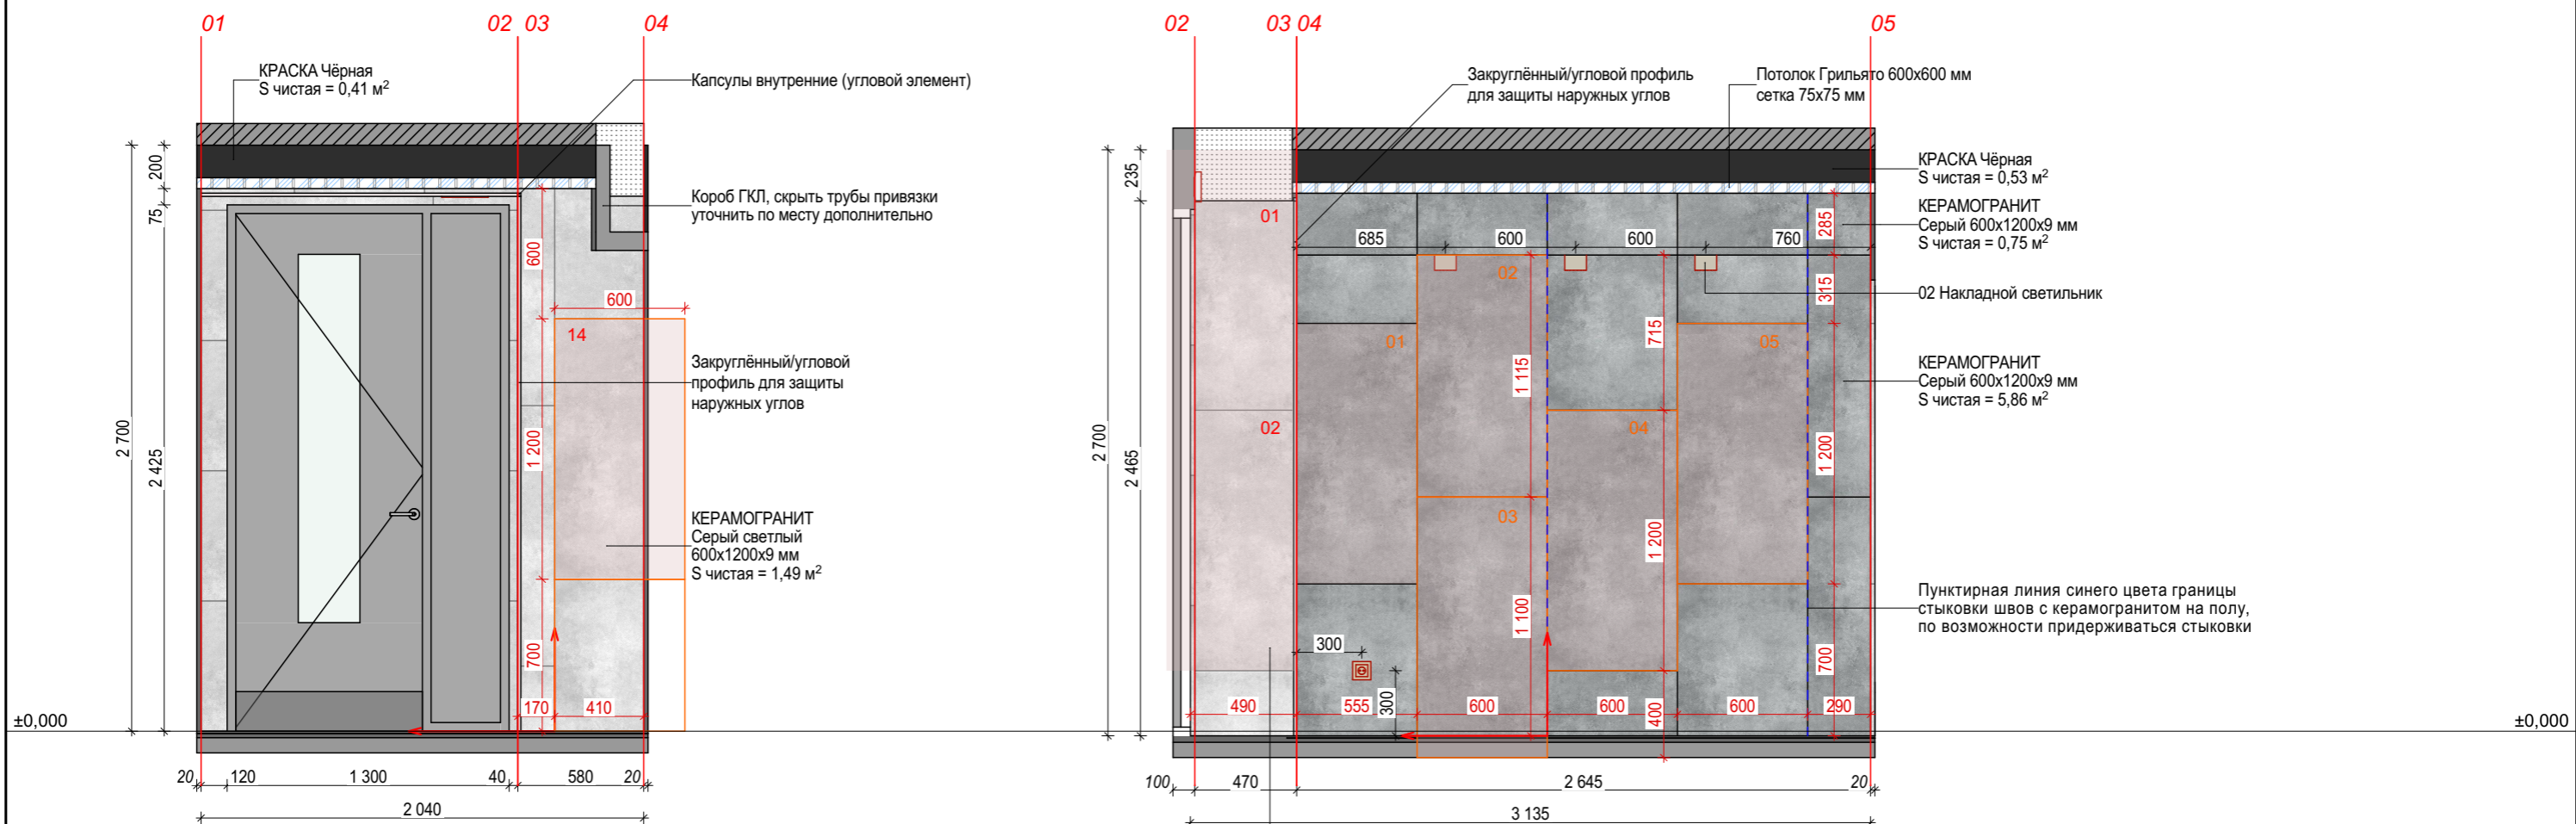 01
02 03
04
КРАСКА Чёрная
S чистая = 0,41 м²
Капсулы внутренние (угловой элемент)
Короб ГКЛ, скрыть трубы привязки
уточнить по месту дополнительно
Закруглённый/угловой
профиль для защиты
наружных углов
КЕРАМОГРАНИТ
Серый светлый
600х1200х9 мм
S чистая = 1,49 м²
200
75
2 700
2 425
600
600
14
1 200
700
170
410
±0,000
20
120
1 300
40
580
20
2 040
02
03 04
05
Закруглённый/угловой профиль
для защиты наружных углов
Потолок Грильято 600х600 мм
сетка 75х75 мм
КРАСКА Чёрная
S чистая = 0,53 м²
КЕРАМОГРАНИТ
Серый 600х1200х9 мм
S чистая = 0,75 м²
02 Накладной светильник
КЕРАМОГРАНИТ
Серый 600х1200х9 мм
S чистая = 5,86 м²
Пунктирная линия синего цвета границы
стыковки швов с керамогранитом на полу,
по возможности придерживаться стыковки
235
2 700
2 465
01
02
685
600
600
760
285
315
02
01
05
715
1 115
04
03
1 200
1 200
1 100
300
300
700
400
490
555
600
600
600
290
±0,000
100
470
2 645
20
3 135